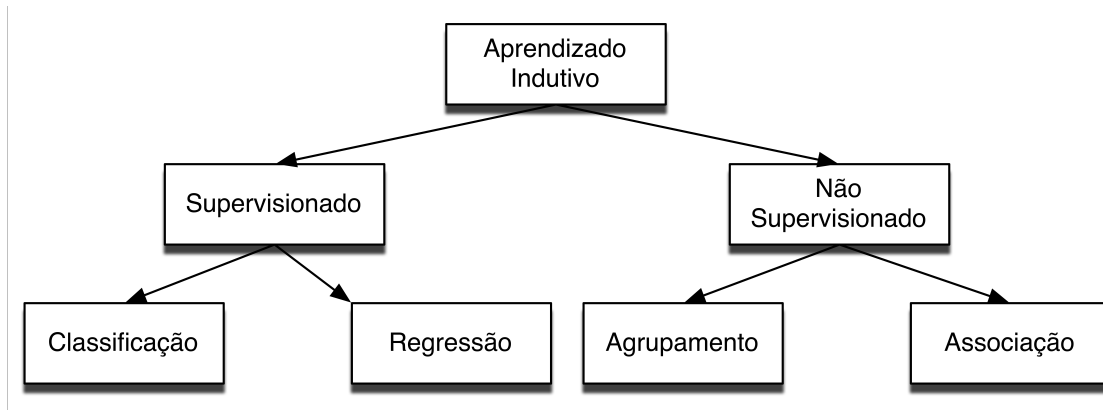 Aprendizado
Indutivo
Supervisionado
Não
Supervisionado
Classificação
Regressão
Agrupamento
Associação